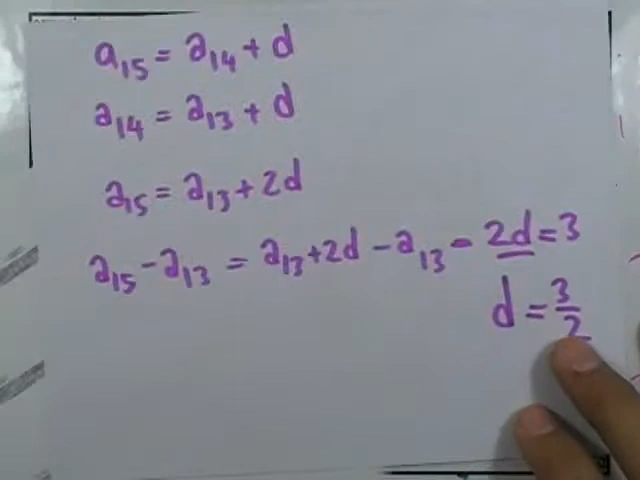 a₁₅ = a₁₄ + d
a₁₄ = a₁₃ + d
a₁₅ = a₁₃ + 2d
a₁₅ - a₁₃ = a₁₃ + 2d - a₁₃ - 2d = 3
d = 3/2